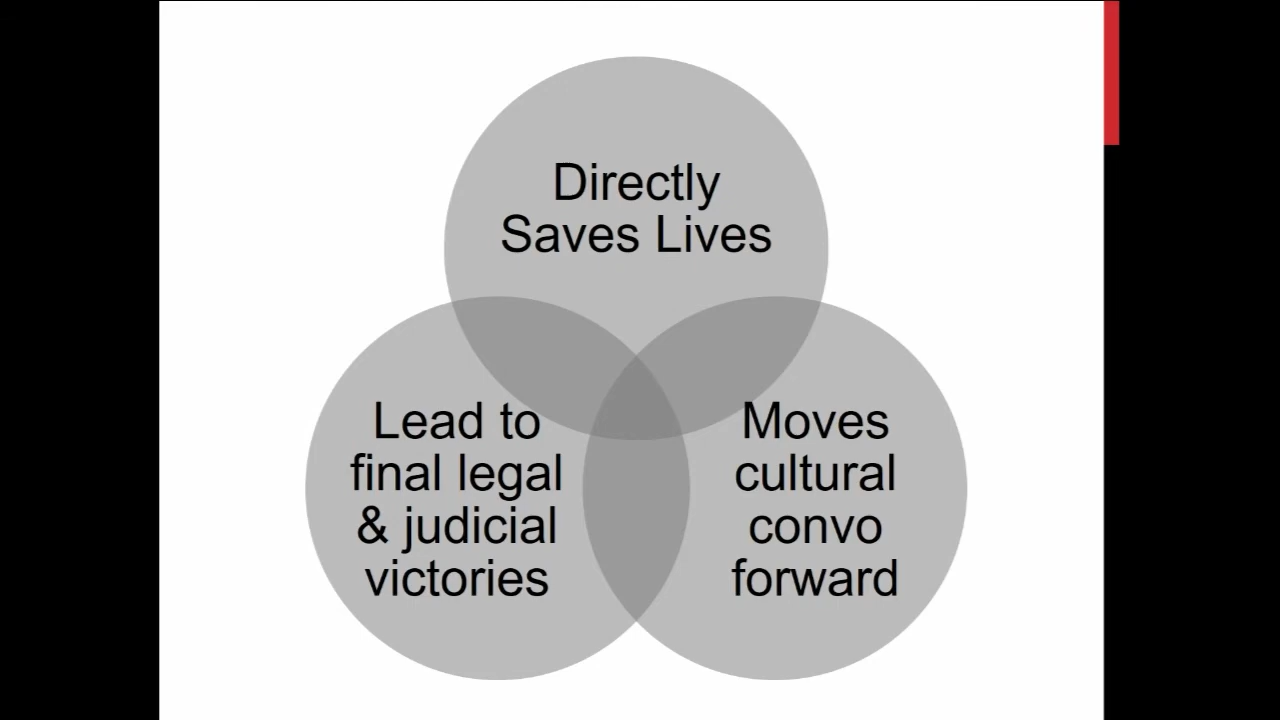 Directly
Saves Lives
Lead to
final legal
& judicial
victories
Moves
cultural
convo
forward